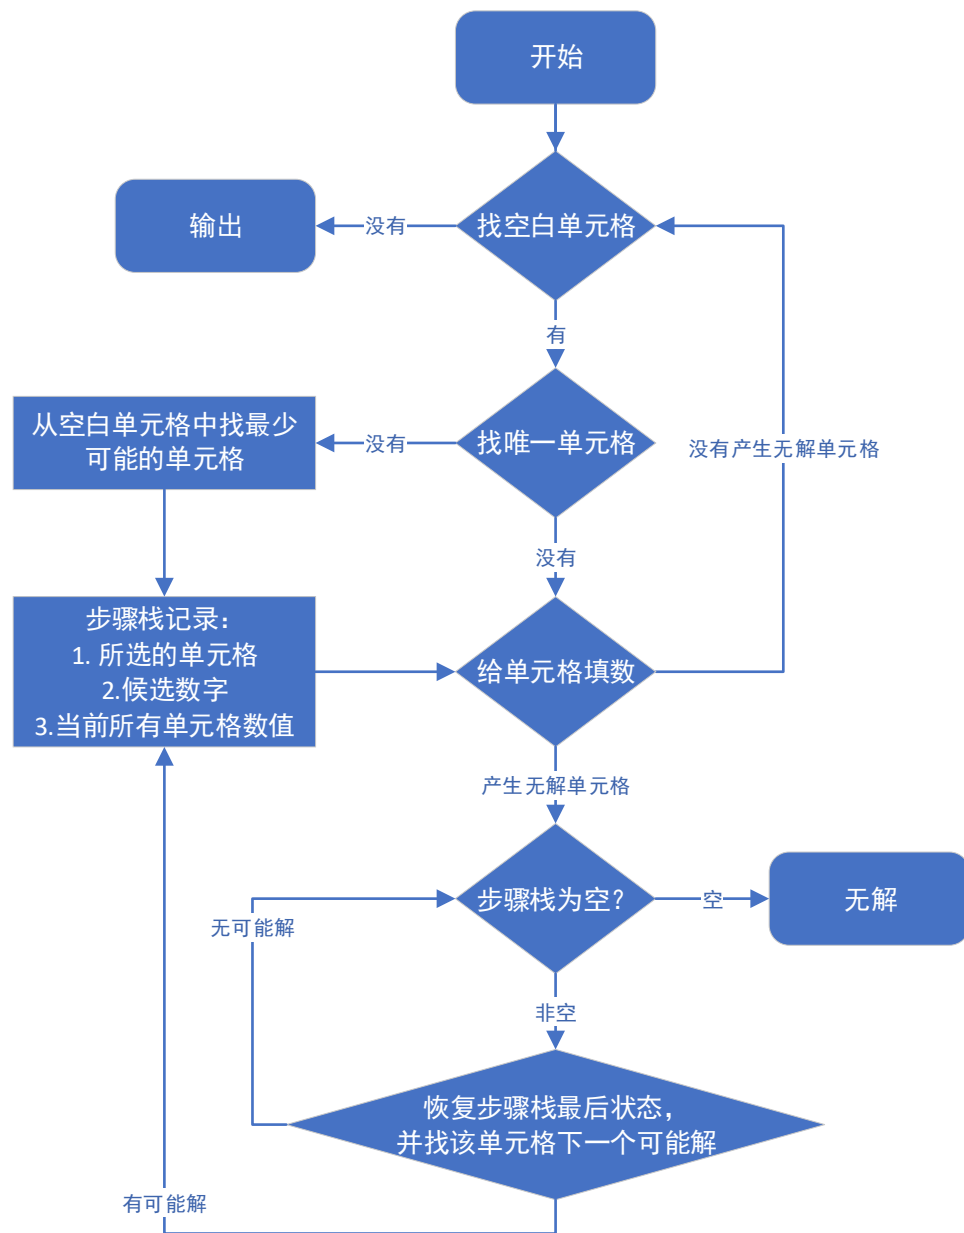 开始
输出
没有
找空白单元格
有
从空白单元格中找最少
可能的单元格
没有
找唯一单元格
没有产生无解单元格
没有
步骤栈记录：
1. 所选的单元格
2.候选数字
3.当前所有单元格数值
给单元格填数
产生无解单元格
步骤栈为空？
空
无解
无可能解
非空
恢复步骤栈最后状态，
并找该单元格下一个可能解
有可能解